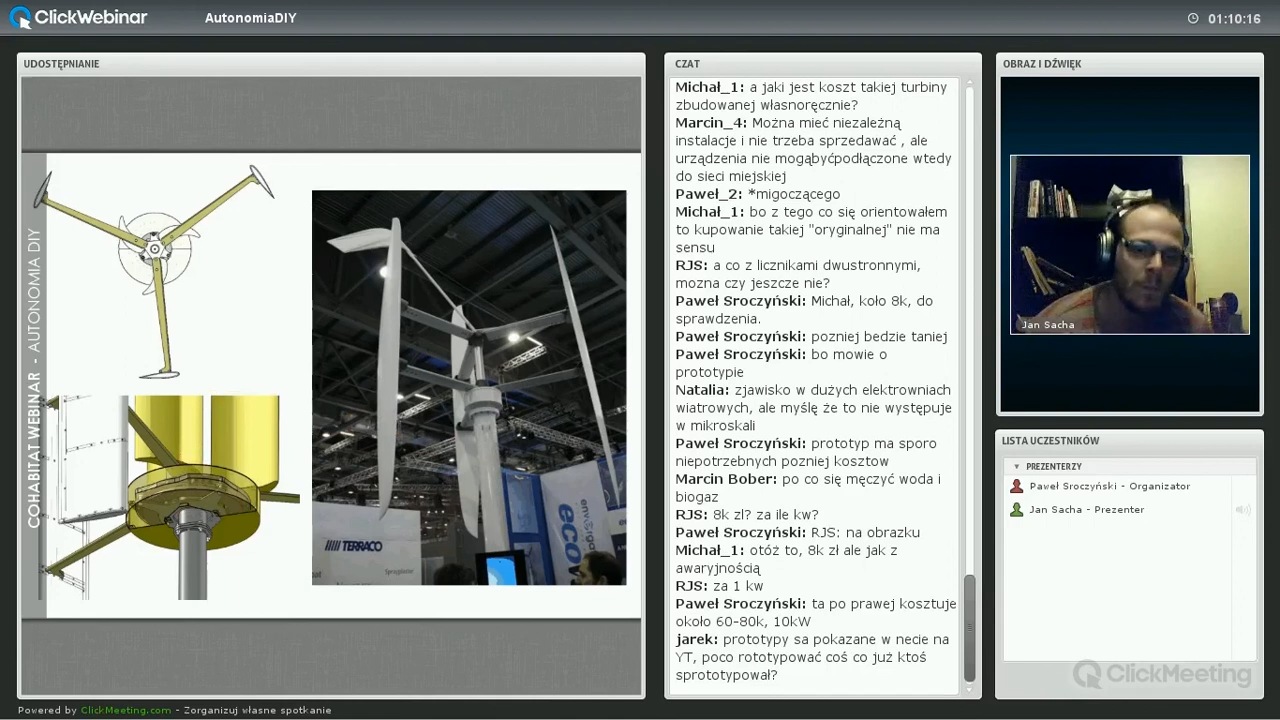 ClickWebinar
AutonomiaDIY
01:10:16
UDOSTĘPNIANIE
COHABITAT WEBINAR - AUTONOMIA DIY
TERRACO
eco
CZAT
Michał_1: a jaki jest koszt takiej turbiny
zbudowanej własnoręcznie?
Marcin_4: Można mieć niezależną
instalacje i nie trzeba sprzedawać , ale
urządzenia nie mogąbyćpodłączone wtedy
do sieci miejskiej
Paweł_2: *migoczącego
Michał_1: bo z tego co się orientowałem
to kupowanie takiej "oryginalnej" nie ma
sensu
RJS: a co z licznikami dwustronnymi,
mozna czy jeszcze nie?
Paweł Sroczyński: Michał, koło 8k, do
sprawdzenia.
Paweł Sroczyński: pozniej bedzie taniej
Paweł Sroczyński: bo mowie o
prototypie
Natalia: zjawisko w dużych elektrowniach
wiatrowych, ale myślę że to nie występuje
w mikroskali
Paweł Sroczyński: prototyp ma sporo
niepotrzebnych pozniej kosztow
Marcin Bober: po co się męczyć woda i
biogaz
RJS: 8k zl? za ile kw?
Paweł Sroczyński: RJS: na obrazku
Michał_1: otóż to, 8k zł ale jak z
awaryjnością
RJS: za 1 kw
Paweł Sroczyński: ta po prawej kosztuje
około 60-80k, 10kW
jarek: prototypy sa pokazane w necie na
YT, poco rototypować coś co już ktoś
sprototypował?
OBRAZ I DŹWIĘK
Jan Sacha
LISTA UCZESTNIKÓW
PREZENTERZY
Paweł Sroczyński - Organizator
Jan Sacha - Prezenter
ClickMeeting
Powered by ClickMeeting.com - Zorganizuj własne spotkanie